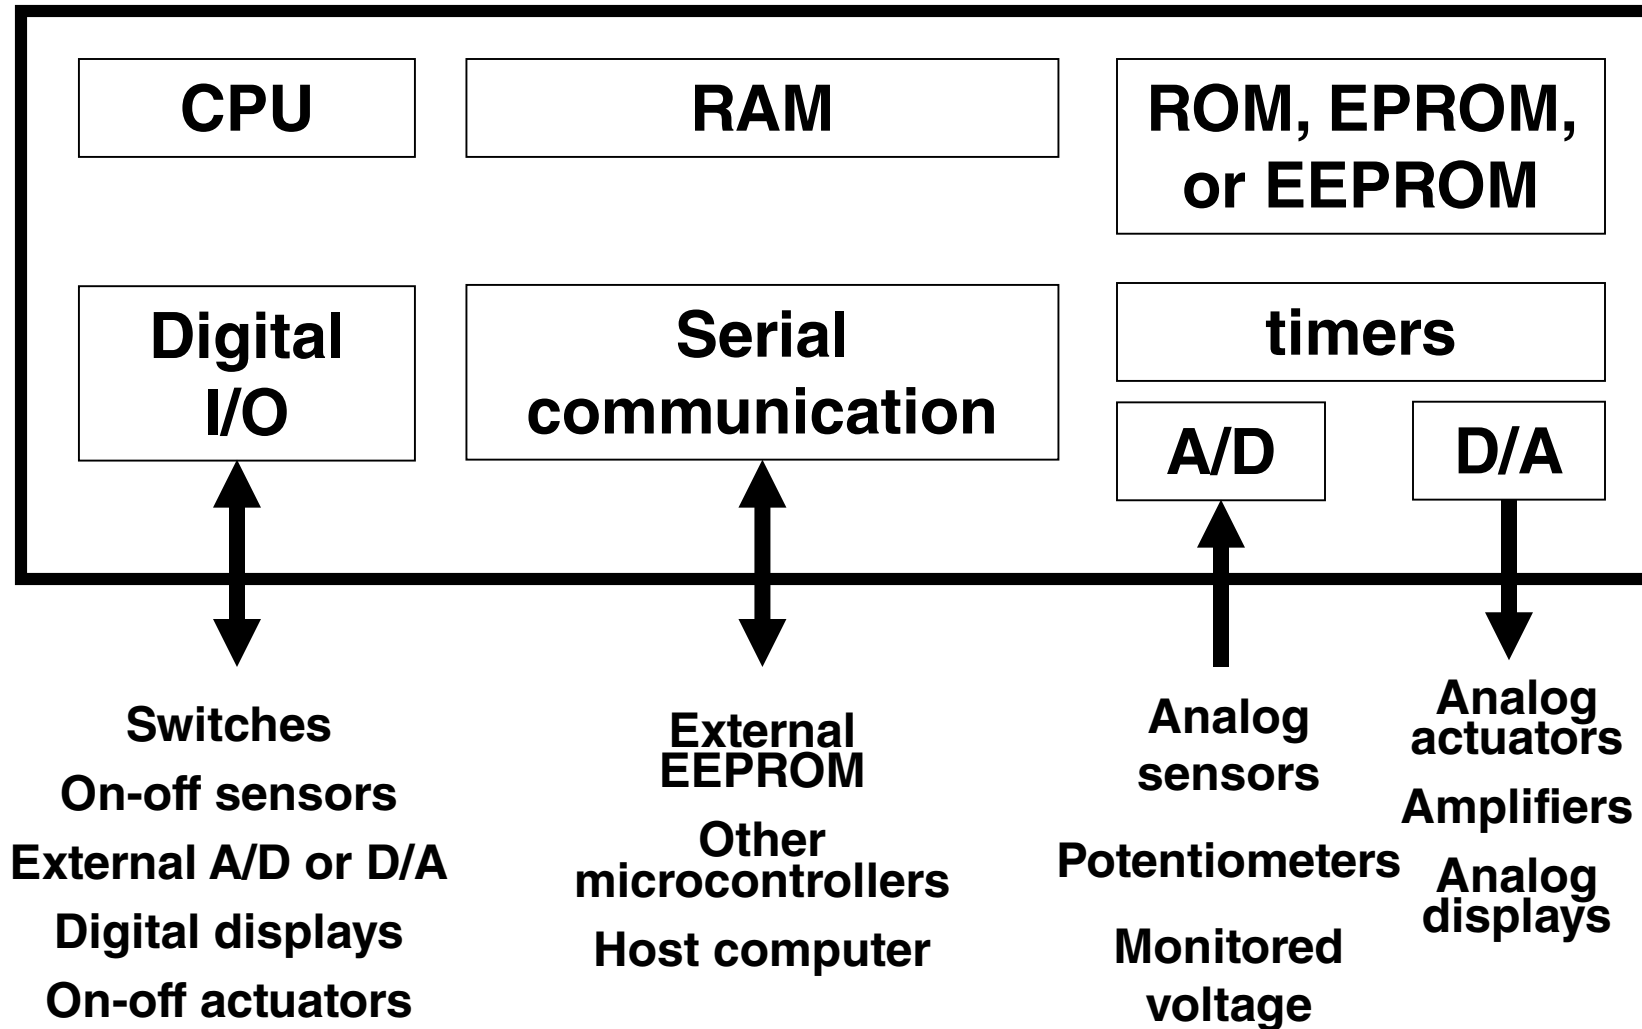 CPU
RAM
ROM, EPROM,
or EEPROM
Digital
I/O
Serial
communication
timers
A/D
D/A
Switches
On-off sensors
External A/D or D/A
Digital displays
On-off actuators
External
EEPROM
Other
microcontrollers
Host computer
Analog
sensors
Potentiometers
Monitored
voltage
Analog
actuators
Amplifiers
Analog
displays